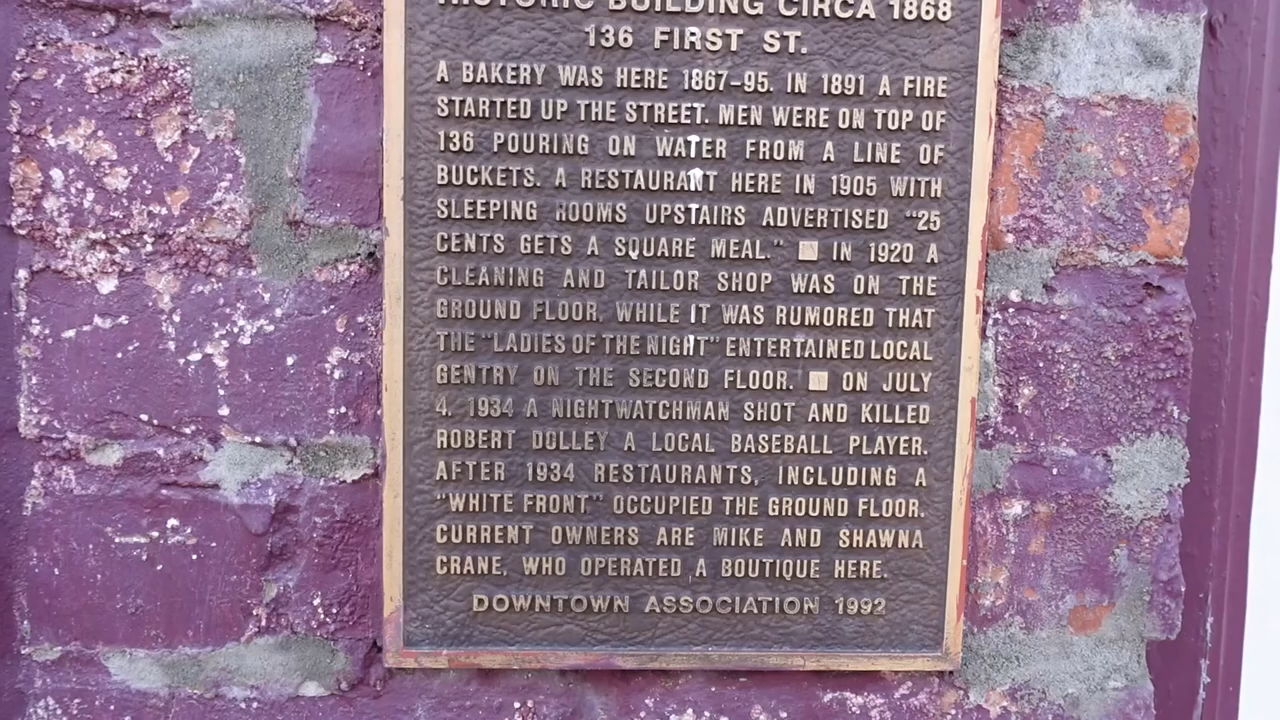 HISTORIC BUILDING CIRCA 1868
136 FIRST ST.
A BAKERY WAS HERE 1867-95. IN 1891 A FIRE
STARTED UP THE STREET. MEN WERE ON TOP OF
136 POURING ON WATER FROM A LINE OF
BUCKETS. A RESTAURANT HERE IN 1905 WITH
SLEEPING ROOMS UPSTAIRS ADVERTISED “25
CENTS GETS A SQUARE MEAL.” ■ IN 1920 A
CLEANING AND TAILOR SHOP WAS ON THE
GROUND FLOOR, WHILE IT WAS RUMORED THAT
THE “LADIES OF THE NIGHT” ENTERTAINED LOCAL
GENTRY ON THE SECOND FLOOR. ■ ON JULY
4, 1934 A NIGHTWATCHMAN SHOT AND KILLED
ROBERT DOLLEY A LOCAL BASEBALL PLAYER.
AFTER 1934 RESTAURANTS, INCLUDING A
“WHITE FRONT,” OCCUPIED THE GROUND FLOOR.
CURRENT OWNERS ARE MIKE AND SHAWNA
CRANE, WHO OPERATED A BOUTIQUE HERE.
DOWNTOWN ASSOCIATION 1992